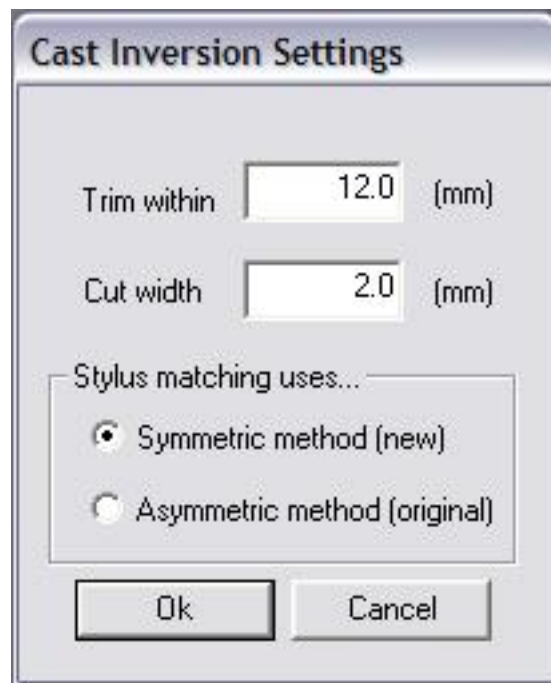 Cast Inversion Settings
Trim within 12.0 (mm)
Cut width 2.0 (mm)
Stylus matching uses...
Symmetric method (new)
Asymmetric method (original)
Ok Cancel